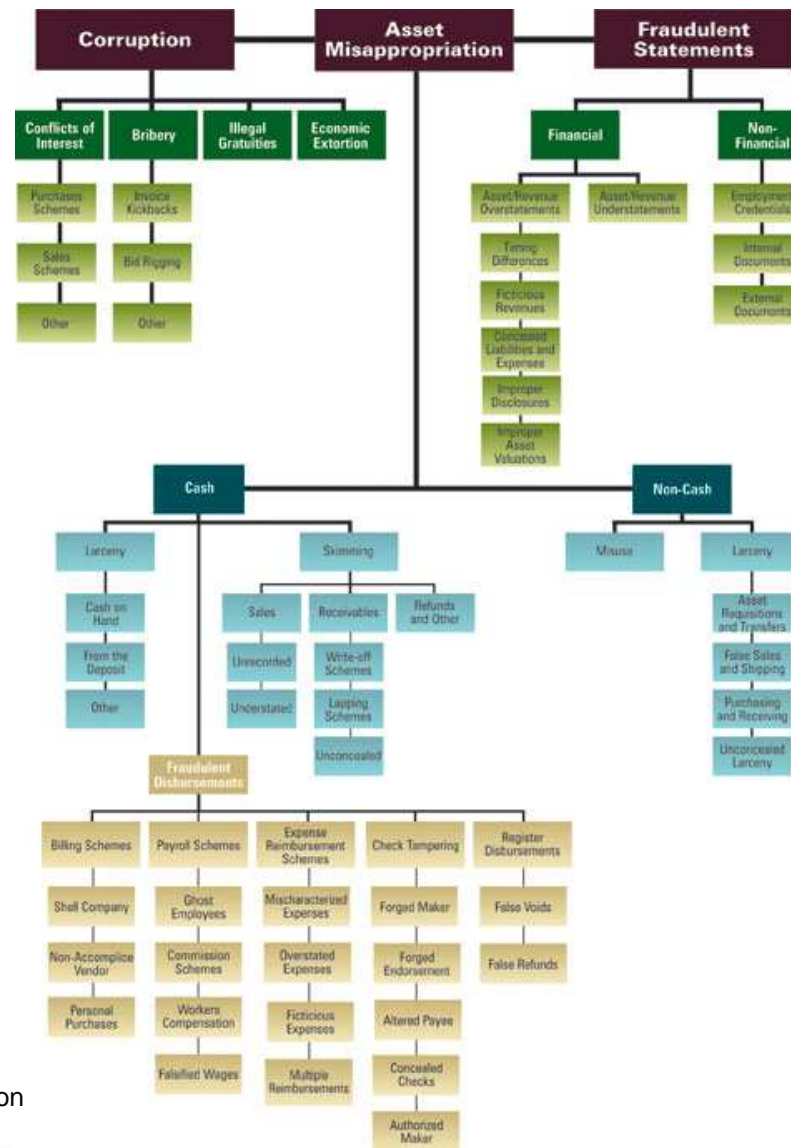 Corruption
Asset
Misappropriation
Fraudulent
Statements
Conflicts of
Interest
Bribery
Illegal
Gratuities
Economic
Extortion
Financial
Non-
Financial
Purchases
Schemes
Invoice
Kickbacks
Asset/Revenue
Overstatements
Asset/Revenue
Understatements
Employment
Credentials
Sales
Schemes
Bid Rigging
Timing
Differences
Internal
Documents
Other
Other
Ficticious
Revenues
External
Documents
Concealed
Liabilities and
Expenses
Improper
Disclosures
Improper
Asset
Valuations
Cash
Non-Cash
Larceny
Skimming
Misuse
Larceny
Cash on
Hand
Sales
Receivables
Refunds
and Other
Asset
Requisitions
and Transfers
From the
Deposit
Unrecorded
Write-off
Schemes
False Sales
and Shipping
Other
Understated
Lapping
Schemes
Purchasing
and Receiving
Unconcealed
Unconcealed
Larceny
Fraudulent
Disbursements
Billing Schemes
Payroll Schemes
Expense
Reimbursement
Schemes
Check Tampering
Register
Disbursements
Shell Company
Ghost
Employees
Mischaracterized
Expenses
Forged Maker
False Voids
Non-Accomplice
Vendor
Commission
Schemes
Overstated
Expenses
Forged
Endorsement
False Refunds
Personal
Purchases
Workers
Compensation
Ficticious
Expenses
Altered Payee
Falsified Wages
Multiple
Reimbursements
Concealed
Checks
Authorized
Maker
on